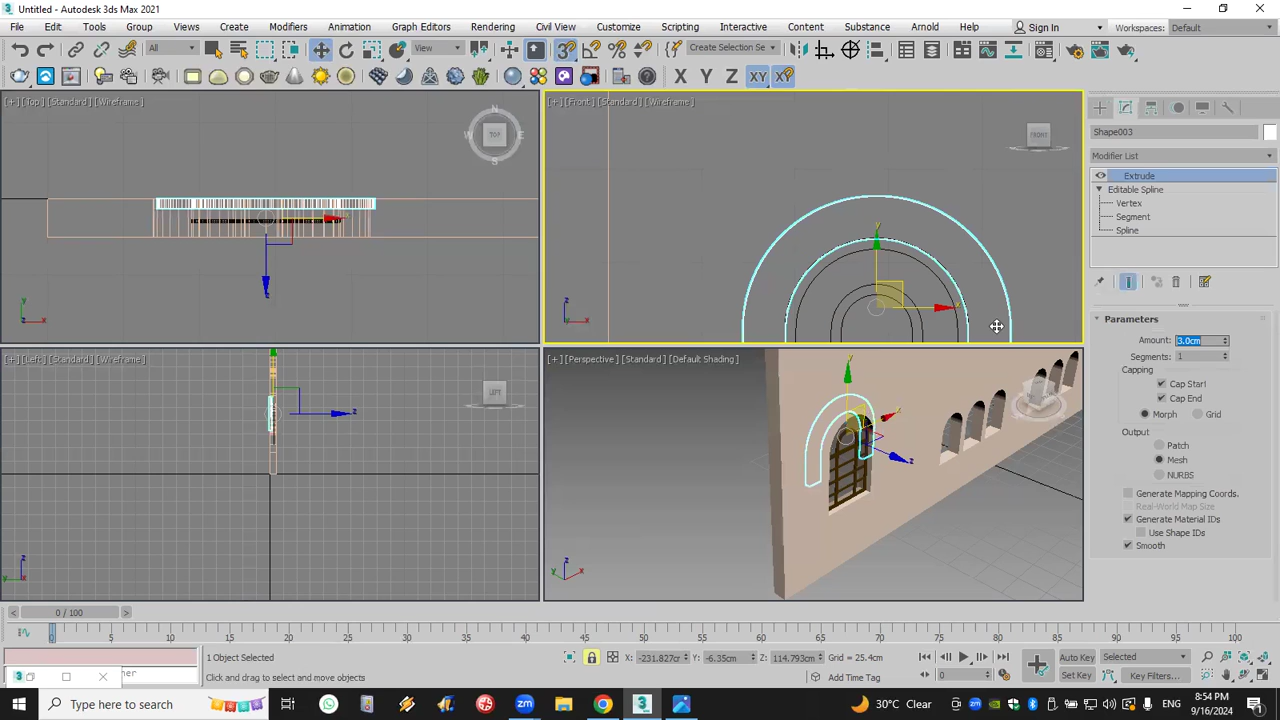 Untitled - Autodesk 3ds Max 2021
File Edit Tools Group Views Create Modifiers Animation Graph Editors Rendering Civil View Customize Scripting Interactive Content Substance Arnold Help Sign In Workspaces: Default
All View Create Selection Se
X Y Z XY
[+] [Top] [Standard] [Wireframe]
N
W TOP E
S
[+] [Front] [Standard] [Wireframe]
FRONT
Shape003
Modifier List
Extrude
Editable Spline
Vertex
Segment
Spline
Parameters
Amount: 3.0cm
Segments: 1
Capping
Cap Start
Cap End
Morph Grid
Output
Patch
Mesh
NURBS
Generate Mapping Coords.
Real-World Map Size
Generate Material IDs
Use Shape IDs
Smooth
[+] [Left] [Standard] [Wireframe]
LEFT
[+] [Perspective] [Standard] [Default Shading]
0 / 100
0 5 10 15 20 25 30 35 40 45 50 55 60 65 70 75 80 85 90 95 100
1 Object Selected
Click and drag to select and move objects
X: -231.827cr Y: -6.35cm Z: 114.793cm Grid = 25.4cm
Add Time Tag
0
Auto Key Selected
Set Key Key Filters...
Type here to search
30°C Clear
ENG
8:54 PM
9/16/2024